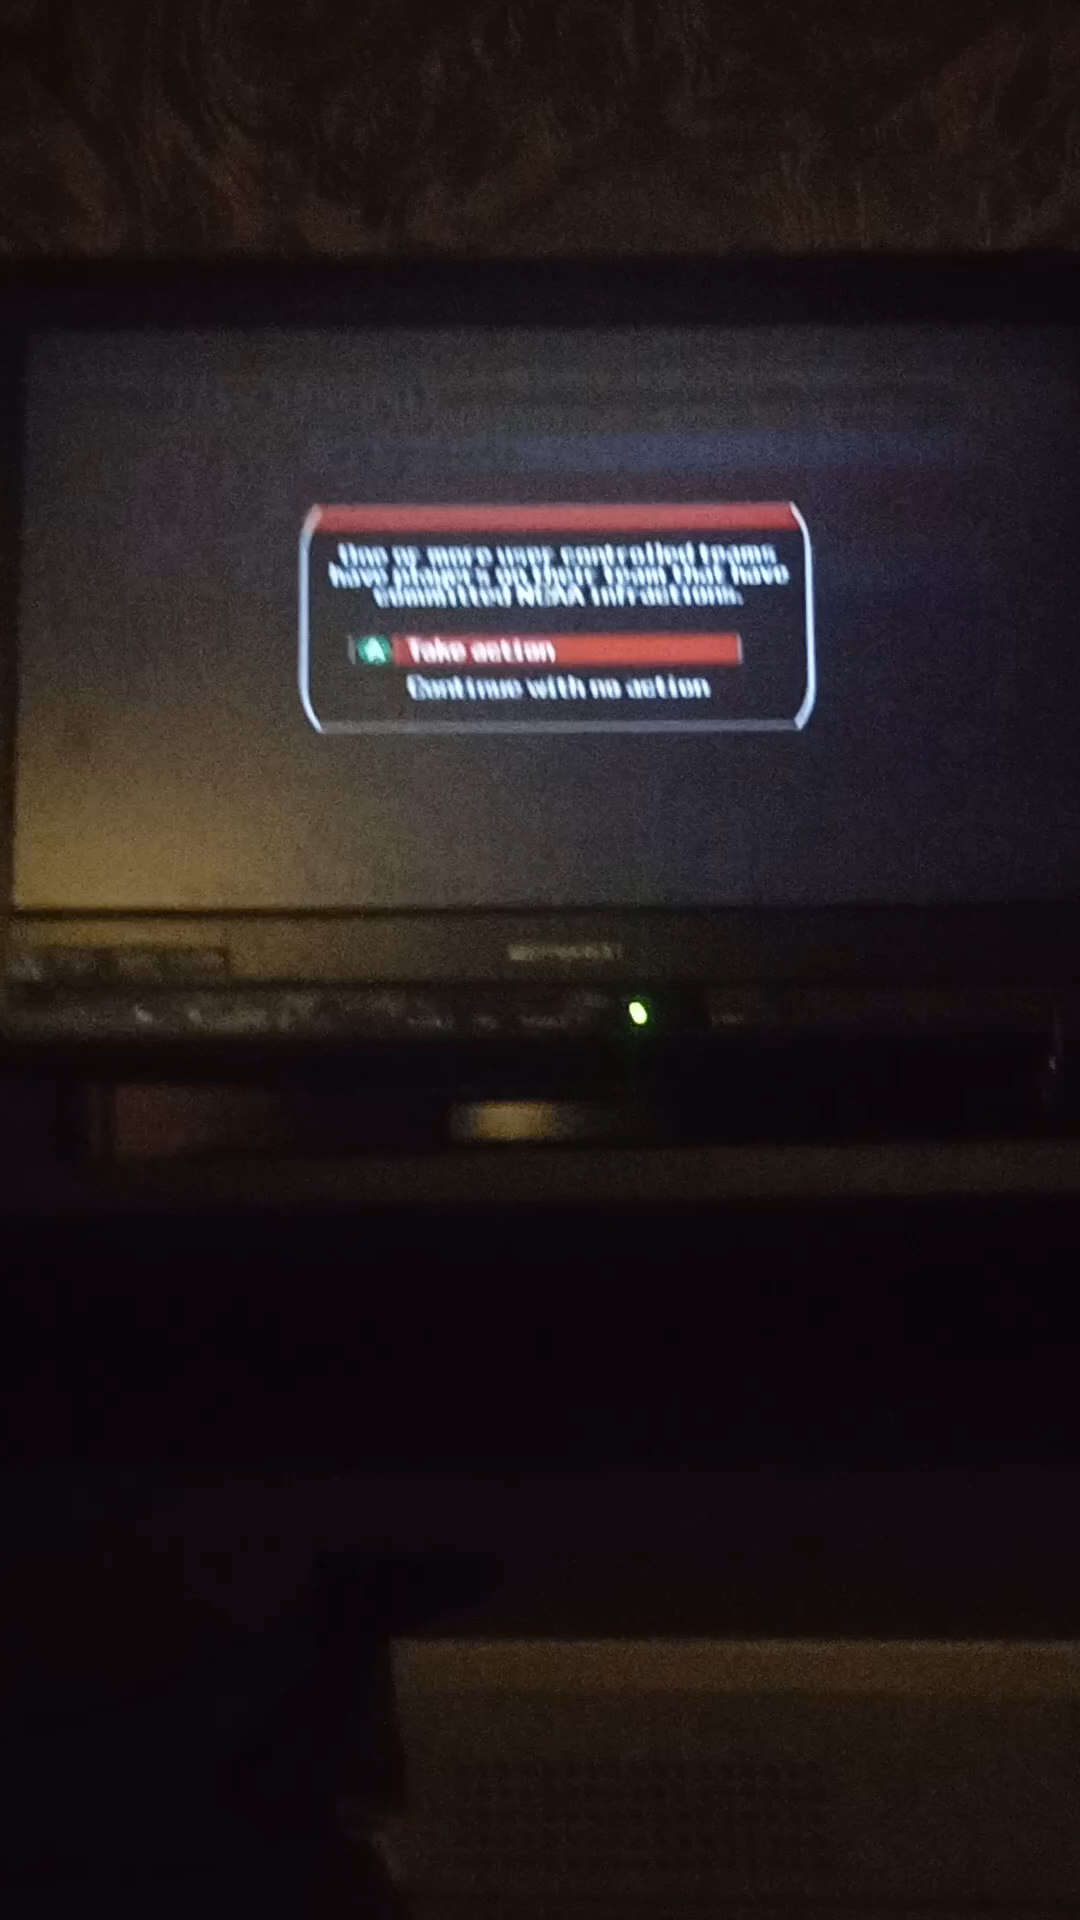 One or more user controlled teams
have players on their team that have
committed NCAA infractions.
A Take action
Continue with no action